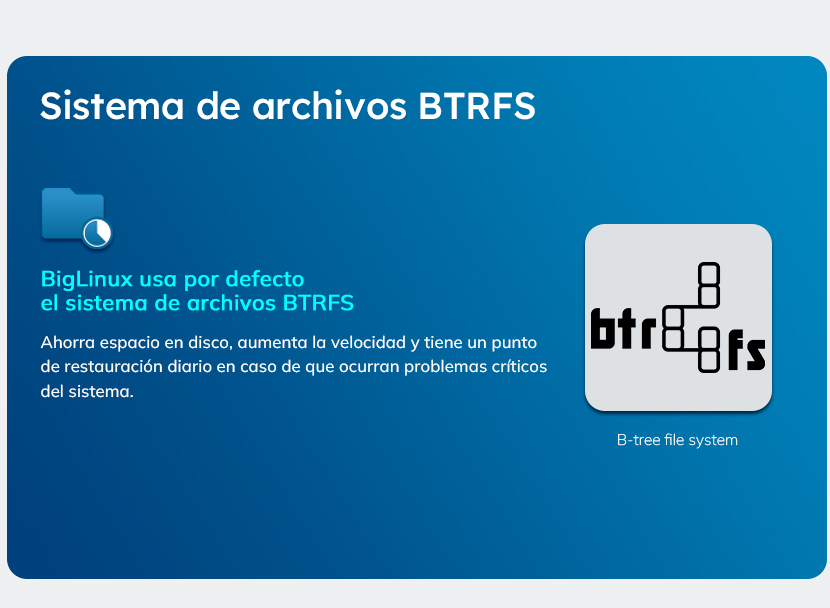 Sistema de archivos BTRFS
BigLinux usa por defecto
el sistema de archivos BTRFS
Ahorra espacio en disco, aumenta la velocidad y tiene un punto
de restauración diario en caso de que ocurran problemas críticos
del sistema.
btrfs
B-tree file system